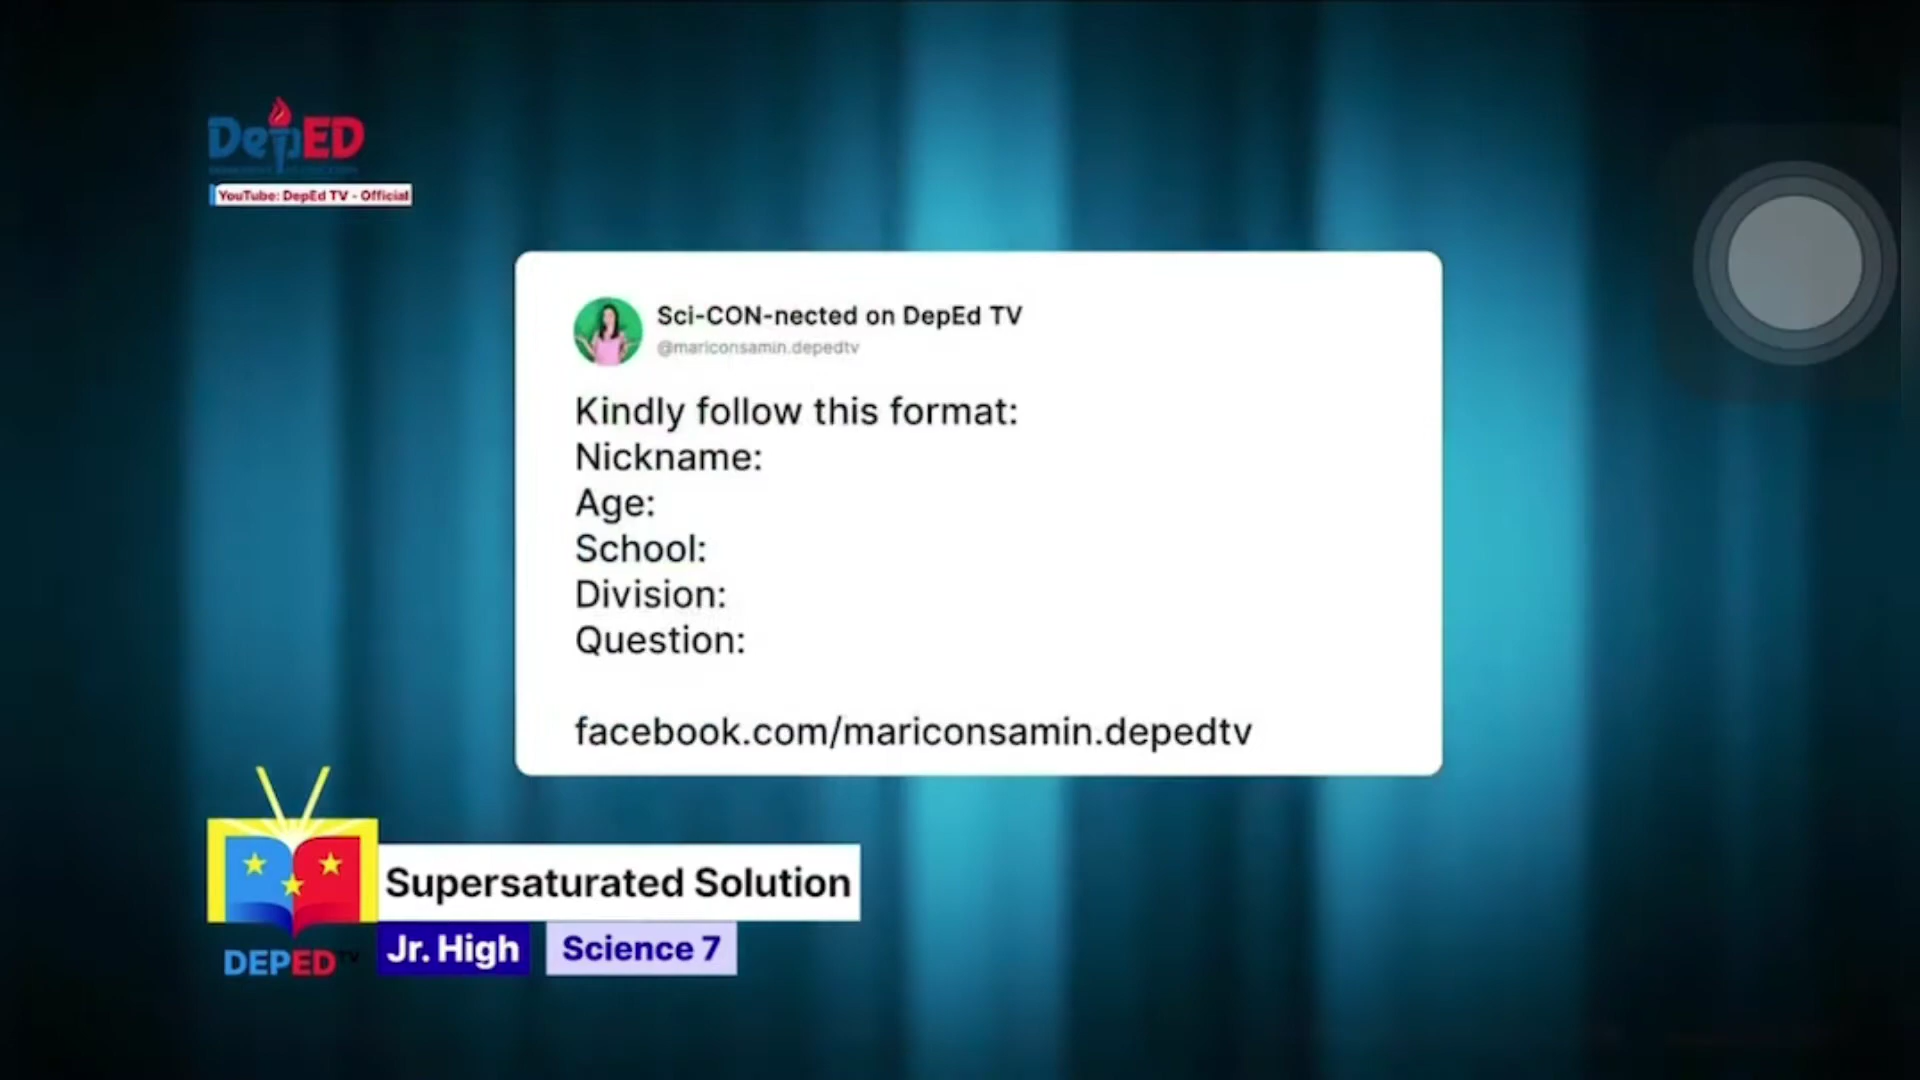 DepED
YouTube: DepEd TV - Official
Sci-CON-nected on DepEd TV
@mariconsamin.depedtv
Kindly follow this format:
Nickname:
Age:
School:
Division:
Question:
facebook.com/mariconsamin.depedtv
Supersaturated Solution
DEPED TV
Jr. High
Science 7